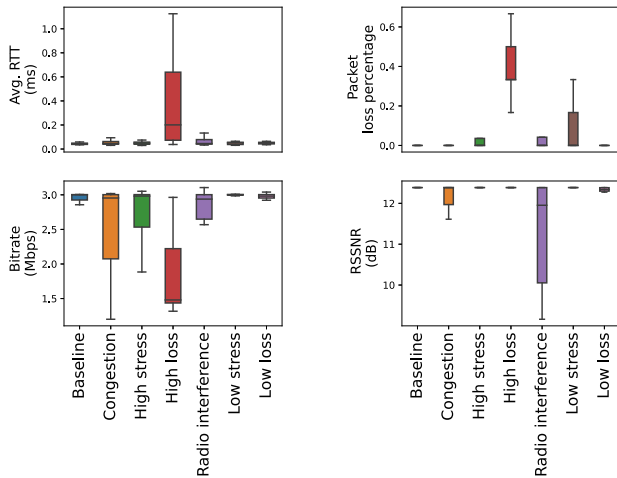 Avg. RTT
(ms)
1.0
0.8
0.6
0.4
0.2
0.0
Packet
loss percentage
0.6
0.4
0.2
0.0
Bitrate
(Mbps)
3.0
2.5
2.0
1.5
RSSNR
(dB)
12
11
10
Baseline
Congestion
High stress
High loss
Radio interference
Low stress
Low loss
Baseline
Congestion
High stress
High loss
Radio interference
Low stress
Low loss